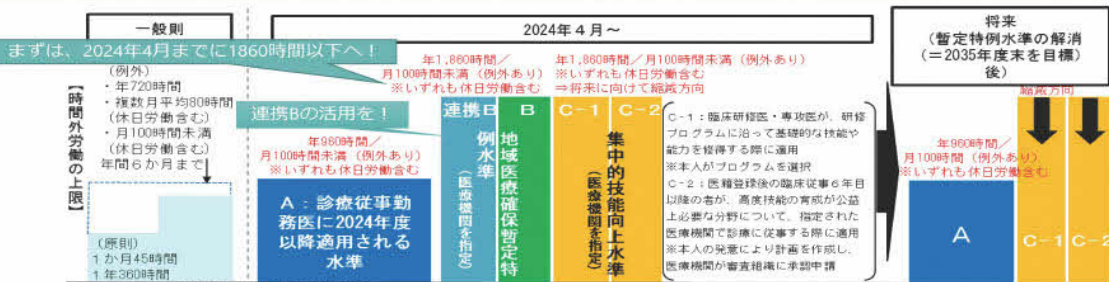 一般則
2024年４月～
将来
（暫定特例水準の解消
（＝2035年度末を目標）
後）
まずは、2024年4月までに1860時間以下へ！
【時間外労働の上限】
（例外）
・年720時間
・複数月平均80時間
（休日労働含む）
・月100時間未満
（休日労働含む）
年間６か月まで
（原則）
１か月45時間
１年360時間
連携Bの活用を！
年1,860時間／
月100時間未満（例外あり）
※いずれも休日労働含む
年1,860時間／月100時間未満（例外あり）
※いずれも休日労働含む
⇒将来に向けて縮減方向
年960時間／
月100時間未満（例外あり）
※いずれも休日労働含む
A：診療従事勤
務医に2024年度
以降適用される
水準
連携B
B
地域医療確保暫定特
例水準
（医療機関を指定）
C-1
C-2
集中的技能向上水準
（医療機関を指定）
C-1：臨床研修医・専攻医が、研修
プログラムに沿って基礎的な技能や
能力を修得する際に適用
※本人がプログラムを選択
C-2：医籍登録後の臨床従事６年目
以降の者が、高度技能の育成が公益
上必要な分野について、指定された
医療機関で診療に従事する際に適用
※本人の発意により計画を作成し、
医療機関が審査組織に承認申請
縮減方向
年960時間／
月100時間（例外あり）
※いずれも休日労働含む
A
C-1
C-2